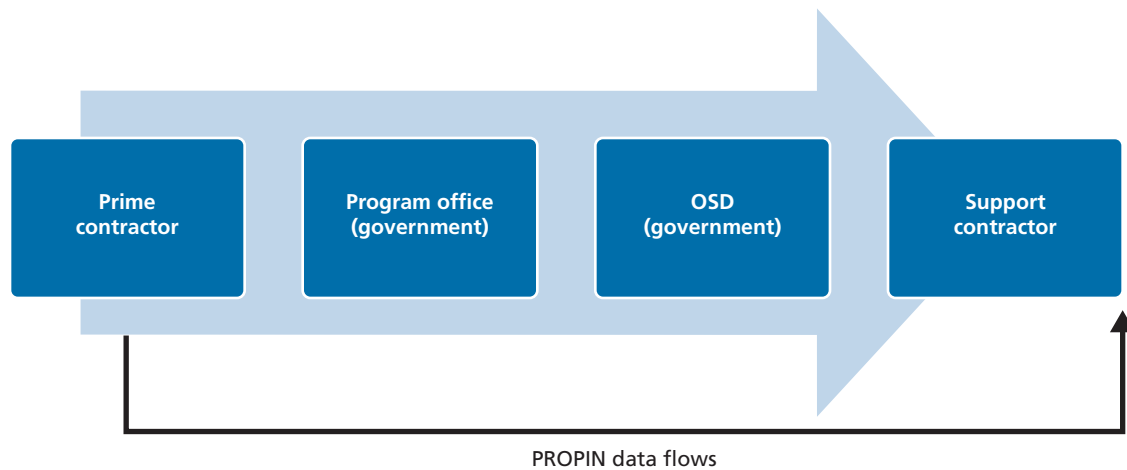 Prime
contractor
Program office
(government)
OSD
(government)
Support
contractor
PROPIN data flows